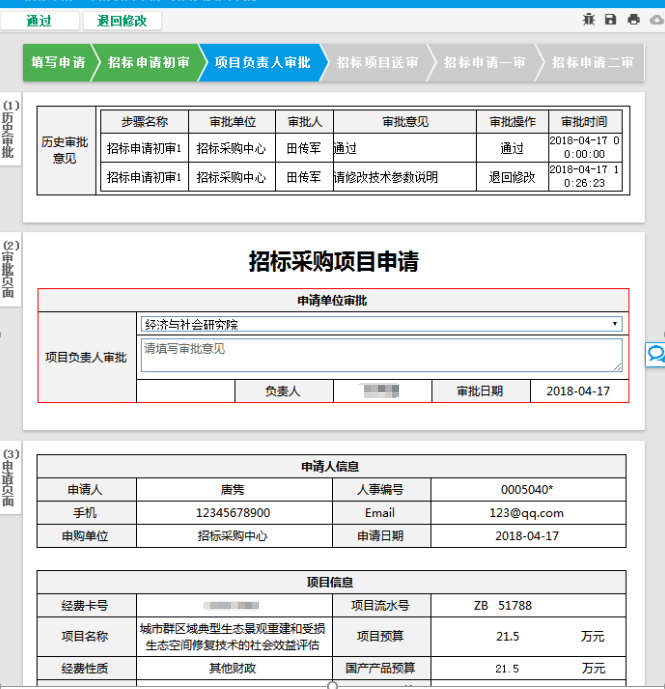 通过 退回修改
填写申请 招标申请初审 项目负责人审批 招标项目送审 招标申请一审 招标申请二审
(1)历史审批
历史审批意见
步骤名称 审批单位 审批人 审批意见 审批操作 审批时间
招标申请初审1 招标采购中心 田传军 通过 通过 2018-04-17 00:00:00
招标申请初审1 招标采购中心 田传军 请修改技术参数说明 退回修改 2018-04-17 10:26:23
(2)审批页面
招标采购项目申请
申请单位审批
项目负责人审批
经济与社会研究院
请填写审批意见
负责人 审批日期 2018-04-17
(3)申请页面
申请人信息
申请人 唐隽 人事编号 0005040*
手机 12345678900 Email 123@qq.com
申购单位 招标采购中心 申请日期 2018-04-17
项目信息
经费卡号 项目流水号 ZB 51788
项目名称 城市群区域典型生态景观重建和受损
生态空间修复技术的社会效益评估 项目预算 21.5 万元
经费性质 其他财政 国产产品预算 21.5 万元